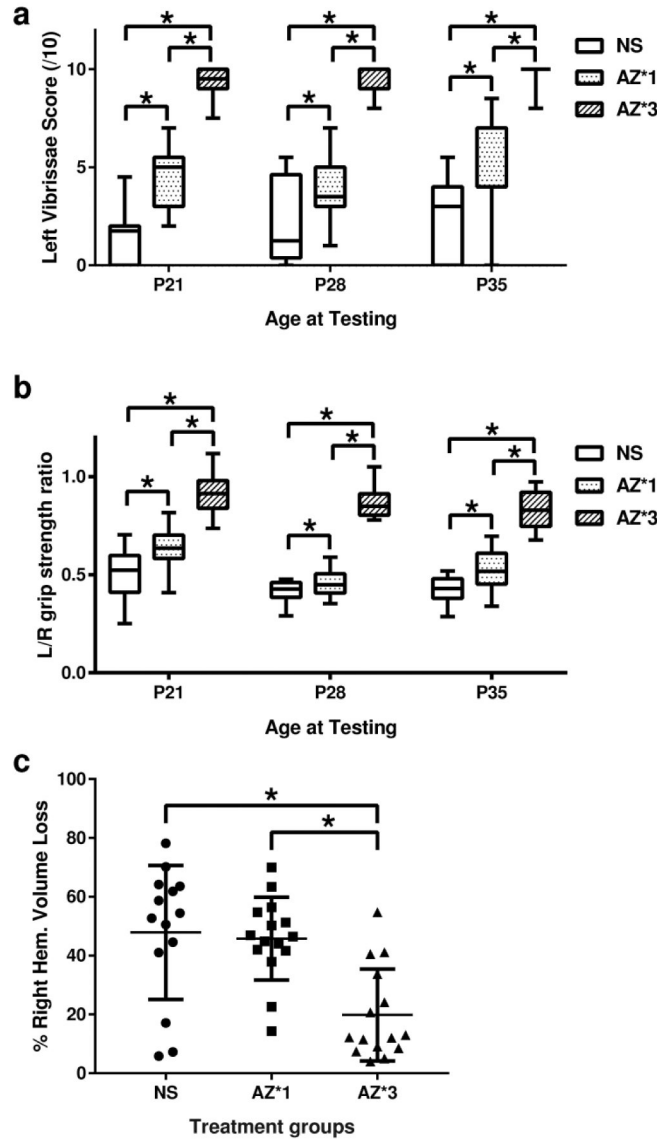 a
Left Vibrissae Score (/10)
10
5
0
* * *
* * *
* * *
P21 P28 P35
Age at Testing
NS
AZ*1
AZ*3
b
L/R grip strength ratio
1.0
0.5
0.0
* * *
* * *
* * *
P21 P28 P35
Age at Testing
NS
AZ*1
AZ*3
c
% Right Hem. Volume Loss
100
80
60
40
20
0
*
*
NS AZ*1 AZ*3
Treatment groups